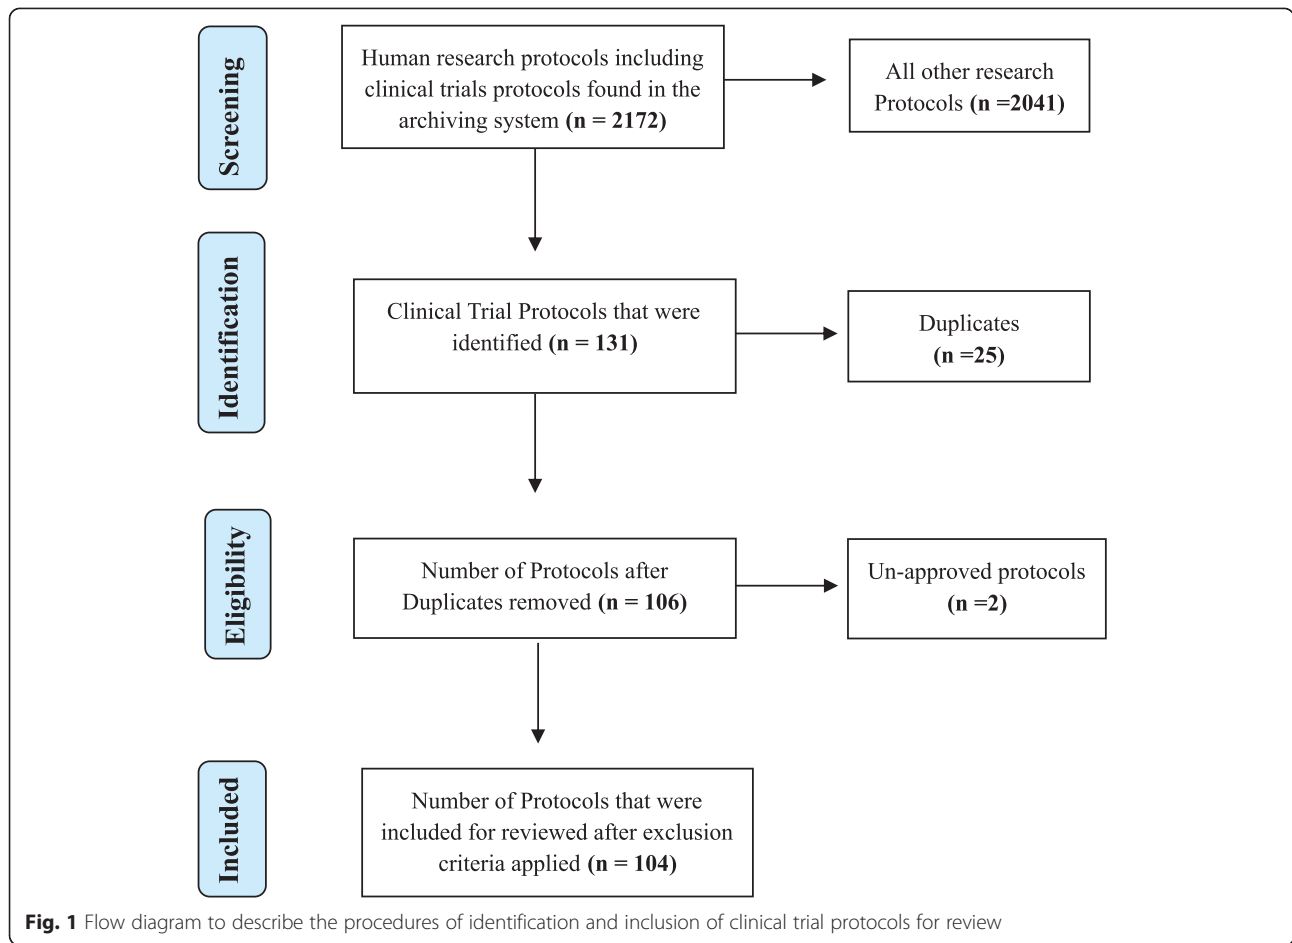 Screening
Human research protocols including
clinical trials protocols found in the
archiving system (n = 2172)
All other research
Protocols (n =2041)
Identification
Clinical Trial Protocols that were
identified (n = 131)
Duplicates
(n =25)
Eligibility
Number of Protocols after
Duplicates removed (n = 106)
Un-approved protocols
(n =2)
Included
Number of Protocols that were
included for reviewed after exclusion
criteria applied (n = 104)
Fig. 1 Flow diagram to describe the procedures of identification and inclusion of clinical trial protocols for review